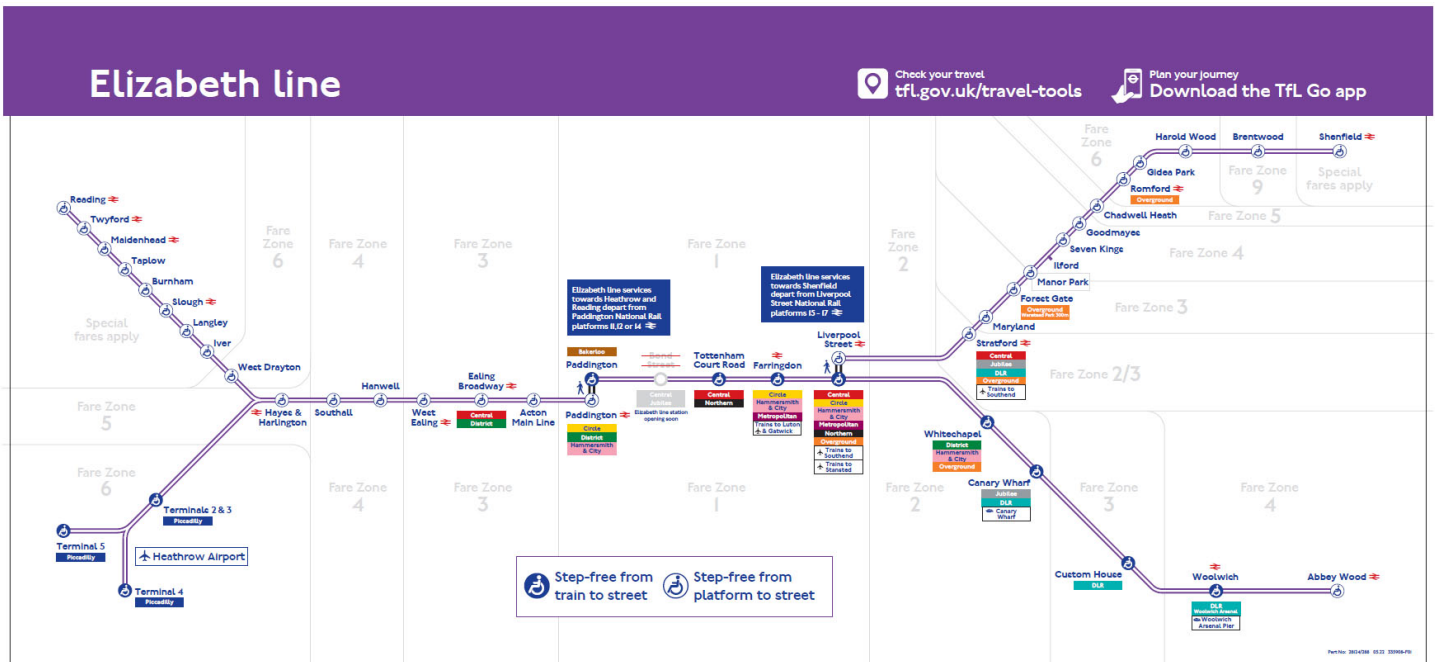 Elizabeth line
Check your travel
tfl.gov.uk/travel-tools
Plan your journey
Download the TfL Go app
Reading
Twyford
Maidenhead
Taplow
Burnham
Slough
Langley
Iver
West Drayton
Special
fares apply
Fare Zone
5
Fare Zone
6
Fare
Zone
6
Fare Zone
4
Fare Zone
3
Fare Zone
1
Fare
Zone
2
Hayes &
Harlington
Southall
Hanwell
West
Ealing
Ealing
Broadway
Central
District
Acton
Main Line
Terminals 2 & 3
Piccadilly
Terminal 5
Piccadilly
Heathrow Airport
Terminal 4
Piccadilly
Elizabeth line services
towards Heathrow and
Reading depart from
Paddington National Rail
platforms 11,12 or 14
Bakerloo
Paddington
Paddington
Circle
District
Hammersmith
& City
Bond
Street
Central
Jubilee
Elizabeth line station
opening soon
Tottenham
Court Road
Central
Northern
Farringdon
Circle
Hammersmith
& City
Metropolitan
Trains to Luton
& Gatwick
Elizabeth line services
towards Shenfield
depart from Liverpool
Street National Rail
platforms 15 - 17
Liverpool
Street
Central
Circle
Hammersmith
& City
Metropolitan
Northern
Overground
Trains to
Southend
Trains to
Stansted
Fare
Zone
6
Harold Wood
Brentwood
Shenfield
Gidea Park
Romford
Overground
Chadwell Heath
Goodmayes
Seven Kings
Ilford
Manor Park
Forest Gate
Overground
Wanstead Park 200m
Maryland
Stratford
Central
Jubilee
DLR
Overground
Trains to
Southend
Fare Zone
9
Special
fares apply
Fare Zone 5
Fare Zone 4
Fare Zone 3
Fare Zone 2/3
Whitechapel
District
Hammersmith
& City
Overground
Canary Wharf
Jubilee
DLR
Canary
Wharf
Custom House
DLR
Woolwich
DLR
Woolwich Arsenal
Woolwich
Arsenal Pier
Abbey Wood
Fare Zone
4
Fare Zone
3
Fare Zone
1
Fare Zone
2
Fare Zone
3
Fare Zone
4
Step-free from
train to street
Step-free from
platform to street